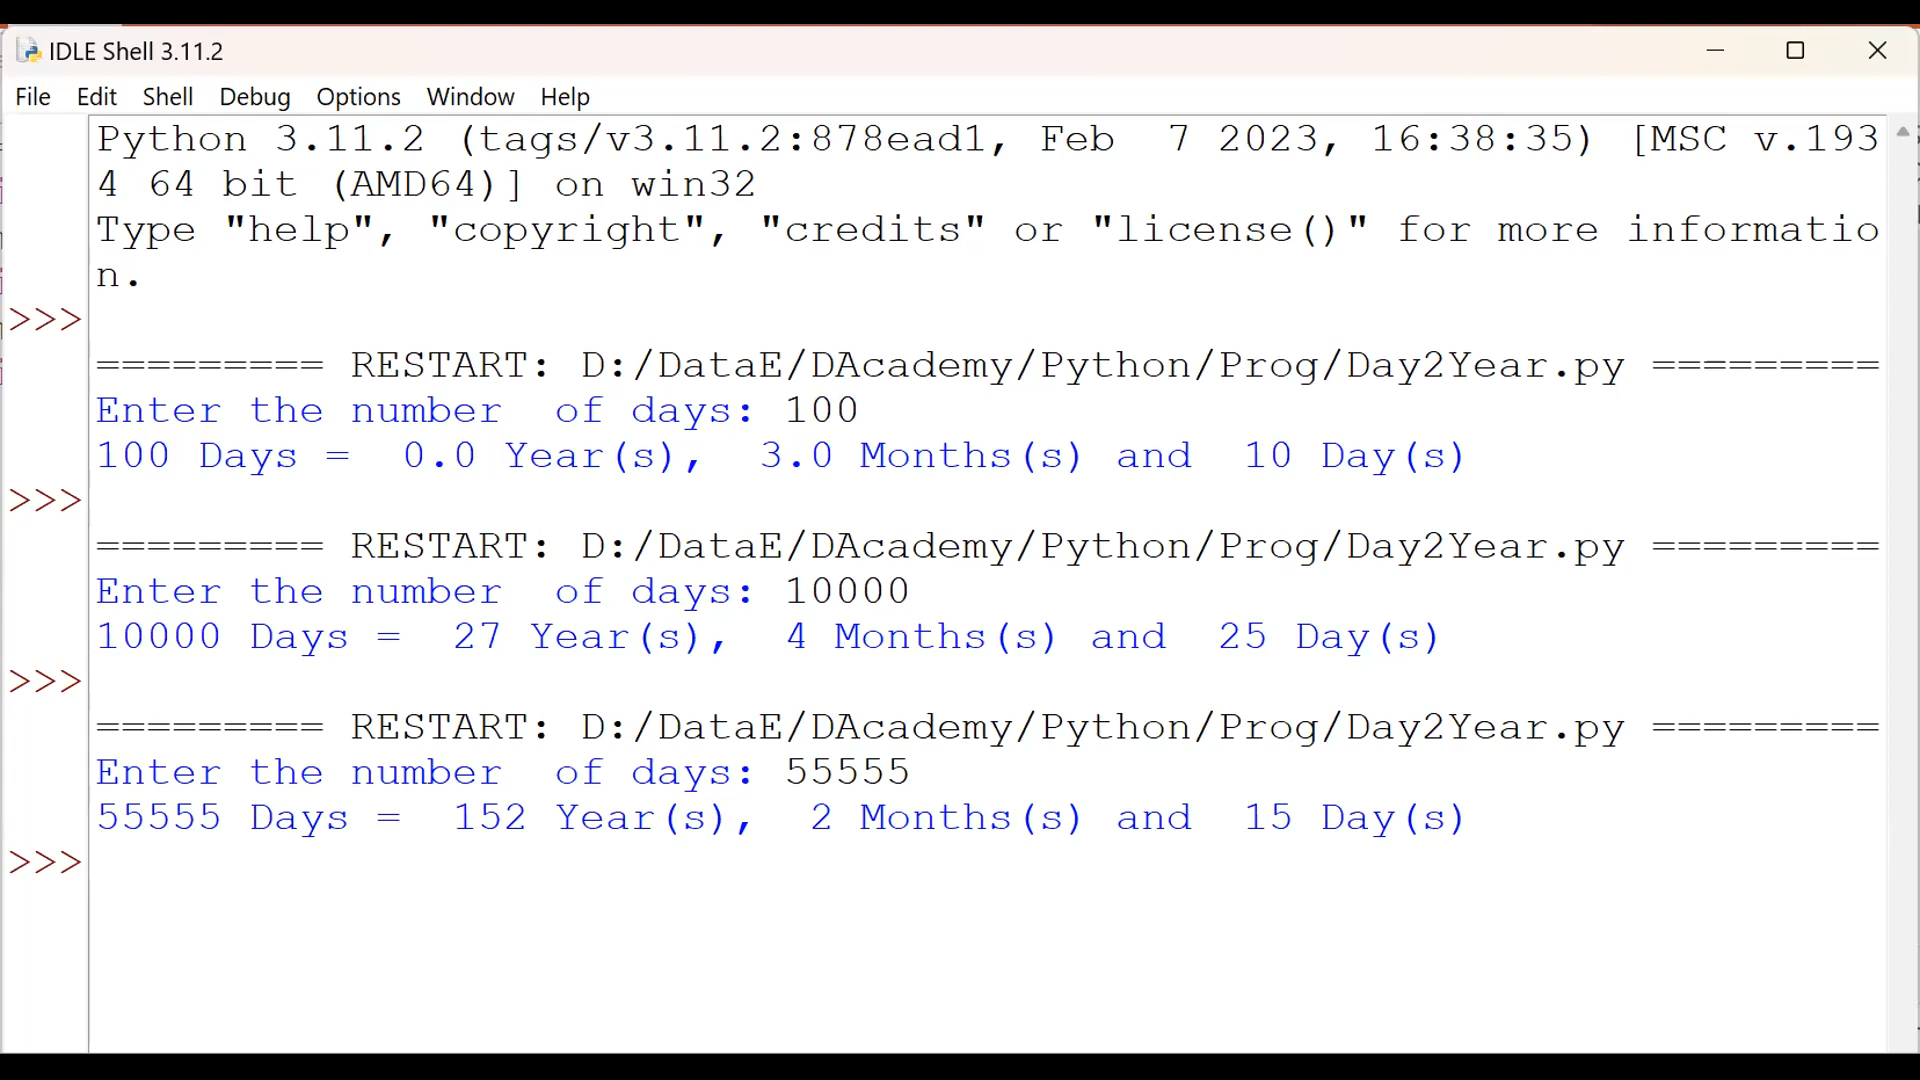 IDLE Shell 3.11.2
File Edit Shell Debug Options Window Help
Python 3.11.2 (tags/v3.11.2:878ead1, Feb  7 2023, 16:38:35) [MSC v.193
4 64 bit (AMD64)] on win32
Type "help", "copyright", "credits" or "license()" for more informatio
n.
>>>
========= RESTART: D:/DataE/DAcademy/Python/Prog/Day2Year.py =========
Enter the number  of days: 100
100 Days =  0.0 Year(s),  3.0 Months(s) and  10 Day(s)
>>>
========= RESTART: D:/DataE/DAcademy/Python/Prog/Day2Year.py =========
Enter the number  of days: 10000
10000 Days =  27 Year(s),  4 Months(s) and  25 Day(s)
>>>
========= RESTART: D:/DataE/DAcademy/Python/Prog/Day2Year.py =========
Enter the number  of days: 55555
55555 Days =  152 Year(s),  2 Months(s) and  15 Day(s)
>>>